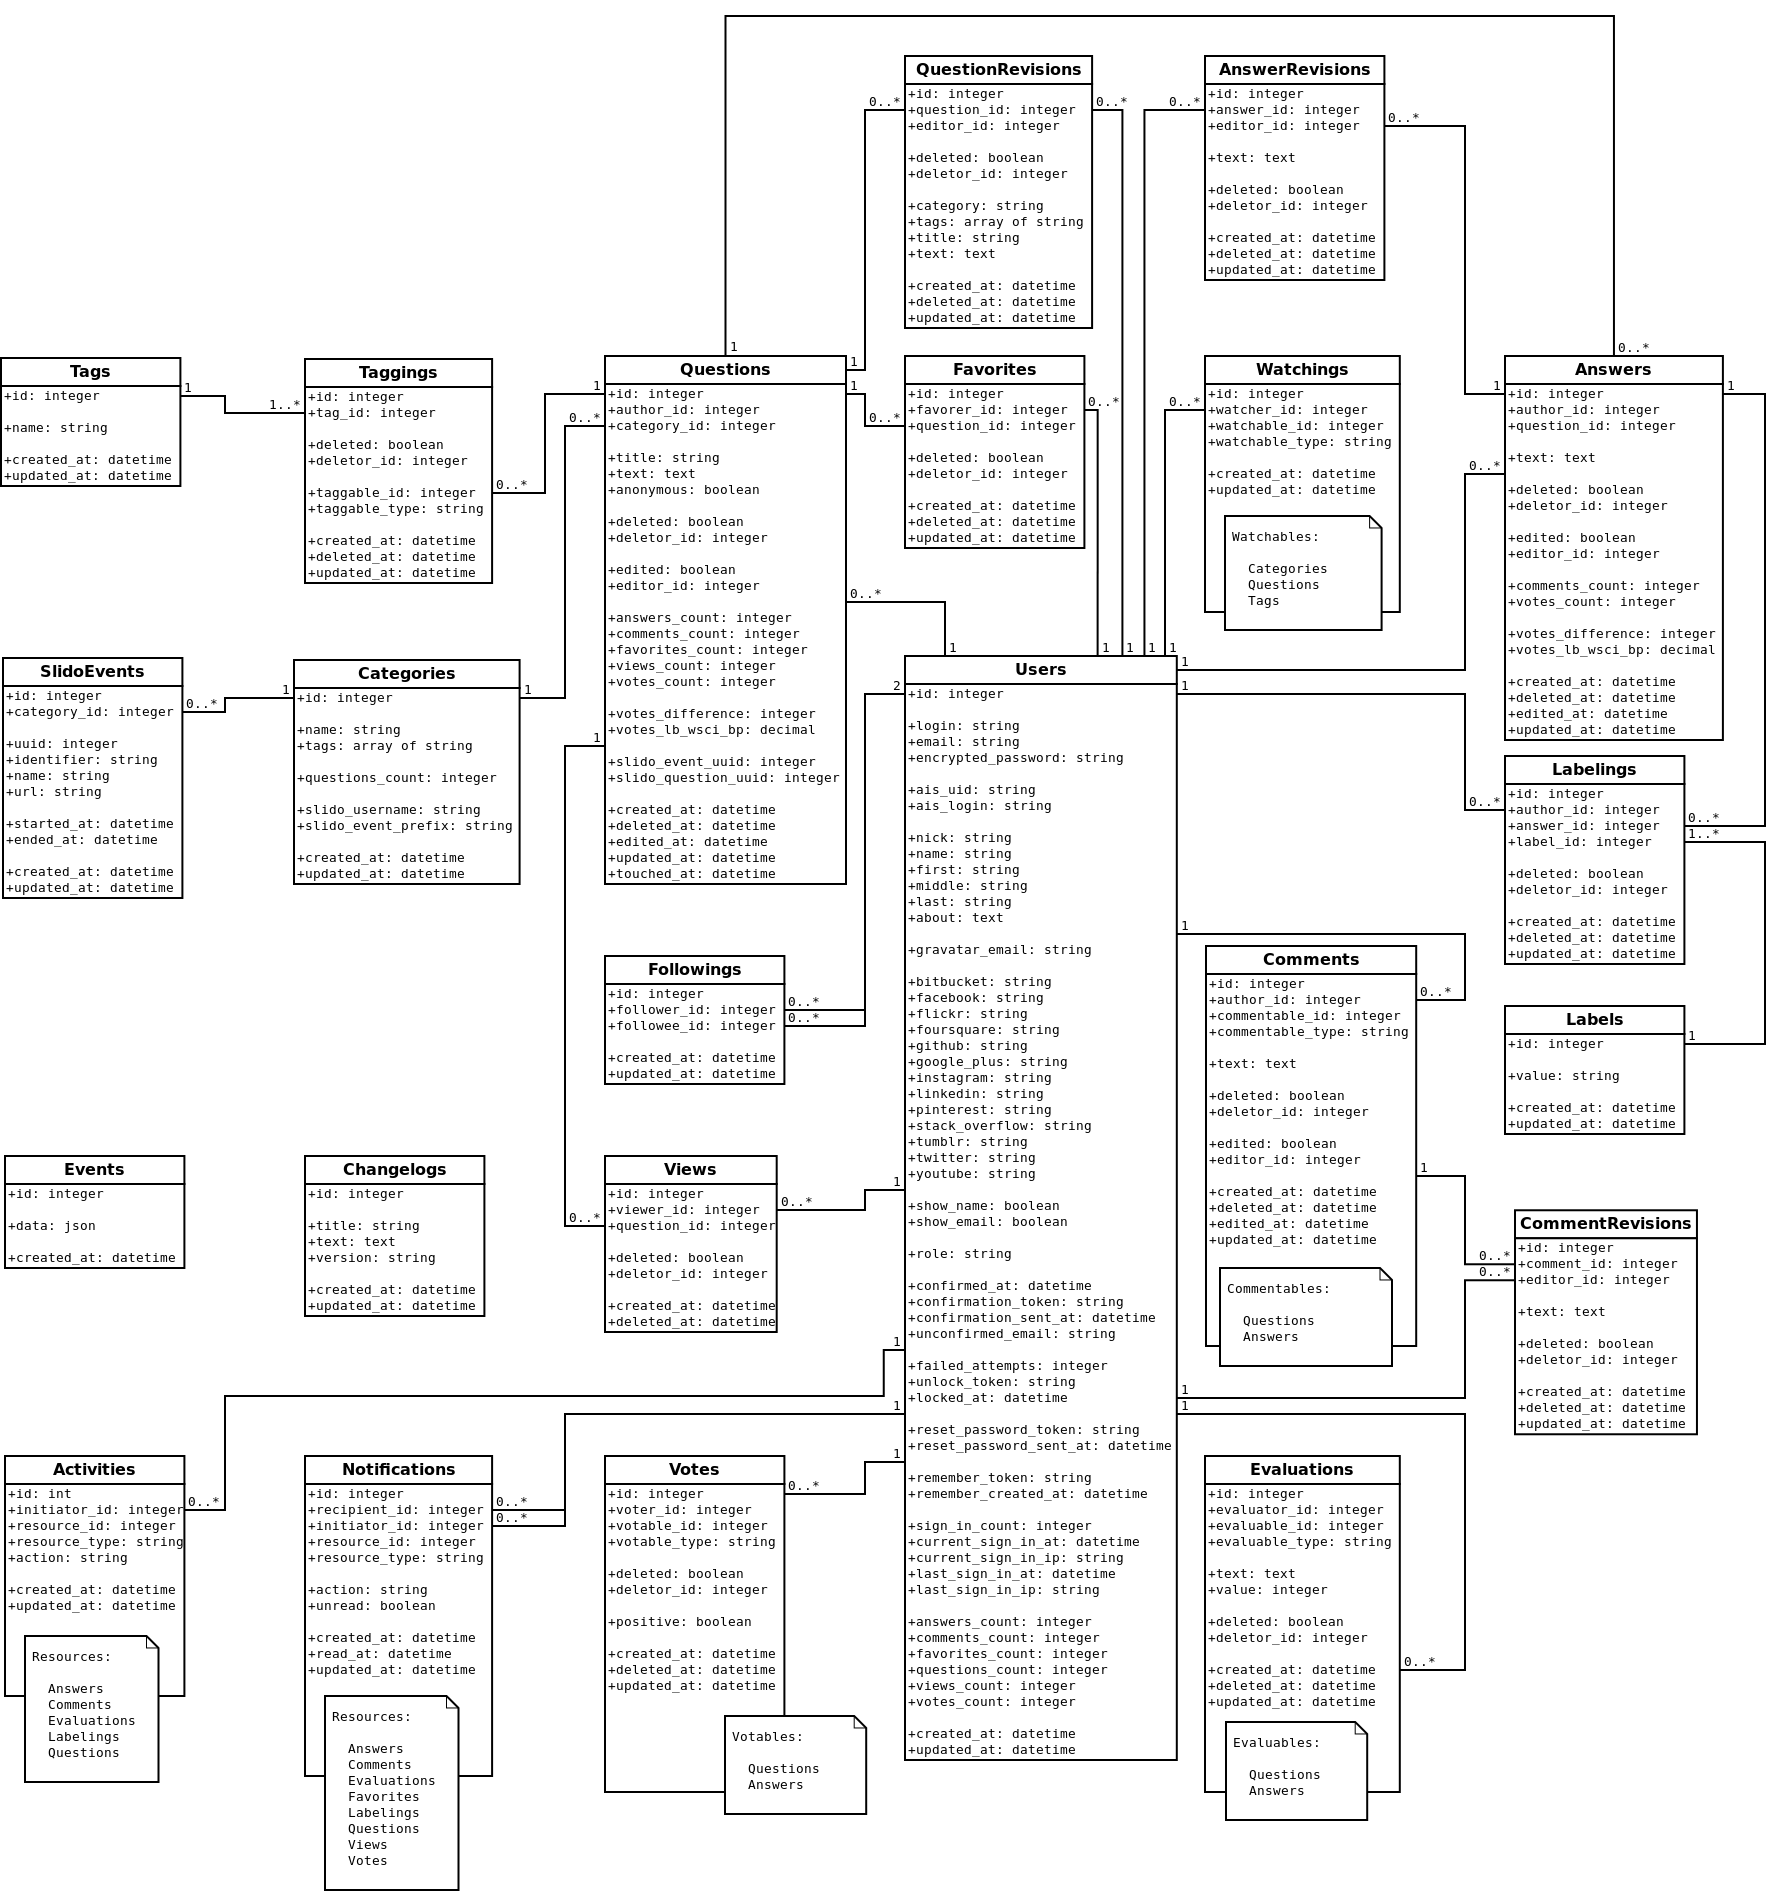 QuestionRevisions
+id: integer
+question_id: integer
+editor_id: integer
+deleted: boolean
+deletor_id: integer
+category: string
+tags: array of string
+title: string
+text: text
+created_at: datetime
+deleted_at: datetime
+updated_at: datetime
0..*
0..*
AnswerRevisions
+id: integer
+answer_id: integer
+editor_id: integer
+text: text
+deleted: boolean
+deletor_id: integer
+created_at: datetime
+deleted_at: datetime
+updated_at: datetime
0..*
0..*
Tags
+id: integer
+name: string
+created_at: datetime
+updated_at: datetime
1
1..*
Taggings
+id: integer
+tag_id: integer
+deleted: boolean
+deletor_id: integer
+taggable_id: integer
+taggable_type: string
+created_at: datetime
+deleted_at: datetime
+updated_at: datetime
0..*
1
0..*
1
1
Questions
+id: integer
+author_id: integer
+category_id: integer
+title: string
+text: text
+anonymous: boolean
+deleted: boolean
+deletor_id: integer
+edited: boolean
+editor_id: integer
+answers_count: integer
+comments_count: integer
+favorites_count: integer
+views_count: integer
+votes_count: integer
+votes_difference: integer
+votes_lb_wsci_bp: decimal
+slido_event_uuid: integer
+slido_question_uuid: integer
+created_at: datetime
+deleted_at: datetime
+edited_at: datetime
+updated_at: datetime
+touched_at: datetime
1
1
0..*
0..*
Favorites
+id: integer
+favorer_id: integer
+question_id: integer
+deleted: boolean
+deletor_id: integer
+created_at: datetime
+deleted_at: datetime
+updated_at: datetime
0..*
0..*
Watchings
+id: integer
+watcher_id: integer
+watchable_id: integer
+watchable_type: string
+created_at: datetime
+updated_at: datetime
Watchables:
Categories
Questions
Tags
0..*
1
1
0..*
Answers
+id: integer
+author_id: integer
+question_id: integer
+text: text
+deleted: boolean
+deletor_id: integer
+edited: boolean
+editor_id: integer
+comments_count: integer
+votes_count: integer
+votes_difference: integer
+votes_lb_wsci_bp: decimal
+created_at: datetime
+deleted_at: datetime
+edited_at: datetime
+updated_at: datetime
SlidoEvents
+id: integer
+category_id: integer
+uuid: integer
+identifier: string
+name: string
+url: string
+started_at: datetime
+ended_at: datetime
+created_at: datetime
+updated_at: datetime
0..*
1
Categories
+id: integer
+name: string
+tags: array of string
+questions_count: integer
+slido_username: string
+slido_event_prefix: string
+created_at: datetime
+updated_at: datetime
1
1
1
1
1
1
2
Users
+id: integer
+login: string
+email: string
+encrypted_password: string
+ais_uid: string
+ais_login: string
+nick: string
+name: string
+first: string
+middle: string
+last: string
+about: text
+gravatar_email: string
+bitbucket: string
+facebook: string
+flickr: string
+foursquare: string
+github: string
+google_plus: string
+instagram: string
+linkedin: string
+pinterest: string
+stack_overflow: string
+tumblr: string
+twitter: string
+youtube: string
+show_name: boolean
+show_email: boolean
+role: string
+confirmed_at: datetime
+confirmation_token: string
+confirmation_sent_at: datetime
+unconfirmed_email: string
+failed_attempts: integer
+unlock_token: string
+locked_at: datetime
+reset_password_token: string
+reset_password_sent_at: datetime
+remember_token: string
+remember_created_at: datetime
+sign_in_count: integer
+current_sign_in_at: datetime
+current_sign_in_ip: string
+last_sign_in_at: datetime
+last_sign_in_ip: string
+answers_count: integer
+comments_count: integer
+favorites_count: integer
+questions_count: integer
+views_count: integer
+votes_count: integer
+created_at: datetime
+updated_at: datetime
1
1
1
1
1
1
1
1
1
Labelings
+id: integer
+author_id: integer
+answer_id: integer
+label_id: integer
+deleted: boolean
+deletor_id: integer
+created_at: datetime
+deleted_at: datetime
+updated_at: datetime
0..*
0..*
1..*
Followings
+id: integer
+follower_id: integer
+followee_id: integer
+created_at: datetime
+updated_at: datetime
0..*
0..*
Comments
+id: integer
+author_id: integer
+commentable_id: integer
+commentable_type: string
+text: text
+deleted: boolean
+deletor_id: integer
+edited: boolean
+editor_id: integer
+created_at: datetime
+deleted_at: datetime
+edited_at: datetime
+updated_at: datetime
Commentables:
Questions
Answers
0..*
1
Labels
+id: integer
+value: string
+created_at: datetime
+updated_at: datetime
1
Events
+id: integer
+data: json
+created_at: datetime
Changelogs
+id: integer
+title: string
+text: text
+version: string
+created_at: datetime
+updated_at: datetime
0..*
Views
+id: integer
+viewer_id: integer
+question_id: integer
+deleted: boolean
+deletor_id: integer
+created_at: datetime
+deleted_at: datetime
0..*
CommentRevisions
+id: integer
+comment_id: integer
+editor_id: integer
+text: text
+deleted: boolean
+deletor_id: integer
+created_at: datetime
+deleted_at: datetime
+updated_at: datetime
0..*
0..*
Activities
+id: int
+initiator_id: integer
+resource_id: integer
+resource_type: string
+action: string
+created_at: datetime
+updated_at: datetime
Resources:
Answers
Comments
Evaluations
Labelings
Questions
0..*
Notifications
+id: integer
+recipient_id: integer
+initiator_id: integer
+resource_id: integer
+resource_type: string
+action: string
+unread: boolean
+created_at: datetime
+read_at: datetime
+updated_at: datetime
Resources:
Answers
Comments
Evaluations
Favorites
Labelings
Questions
Views
Votes
0..*
0..*
Votes
+id: integer
+voter_id: integer
+votable_id: integer
+votable_type: string
+deleted: boolean
+deletor_id: integer
+positive: boolean
+created_at: datetime
+deleted_at: datetime
+updated_at: datetime
Votables:
Questions
Answers
0..*
Evaluations
+id: integer
+evaluator_id: integer
+evaluable_id: integer
+evaluable_type: string
+text: text
+value: integer
+deleted: boolean
+deletor_id: integer
+created_at: datetime
+deleted_at: datetime
+updated_at: datetime
Evaluables:
Questions
Answers
0..*